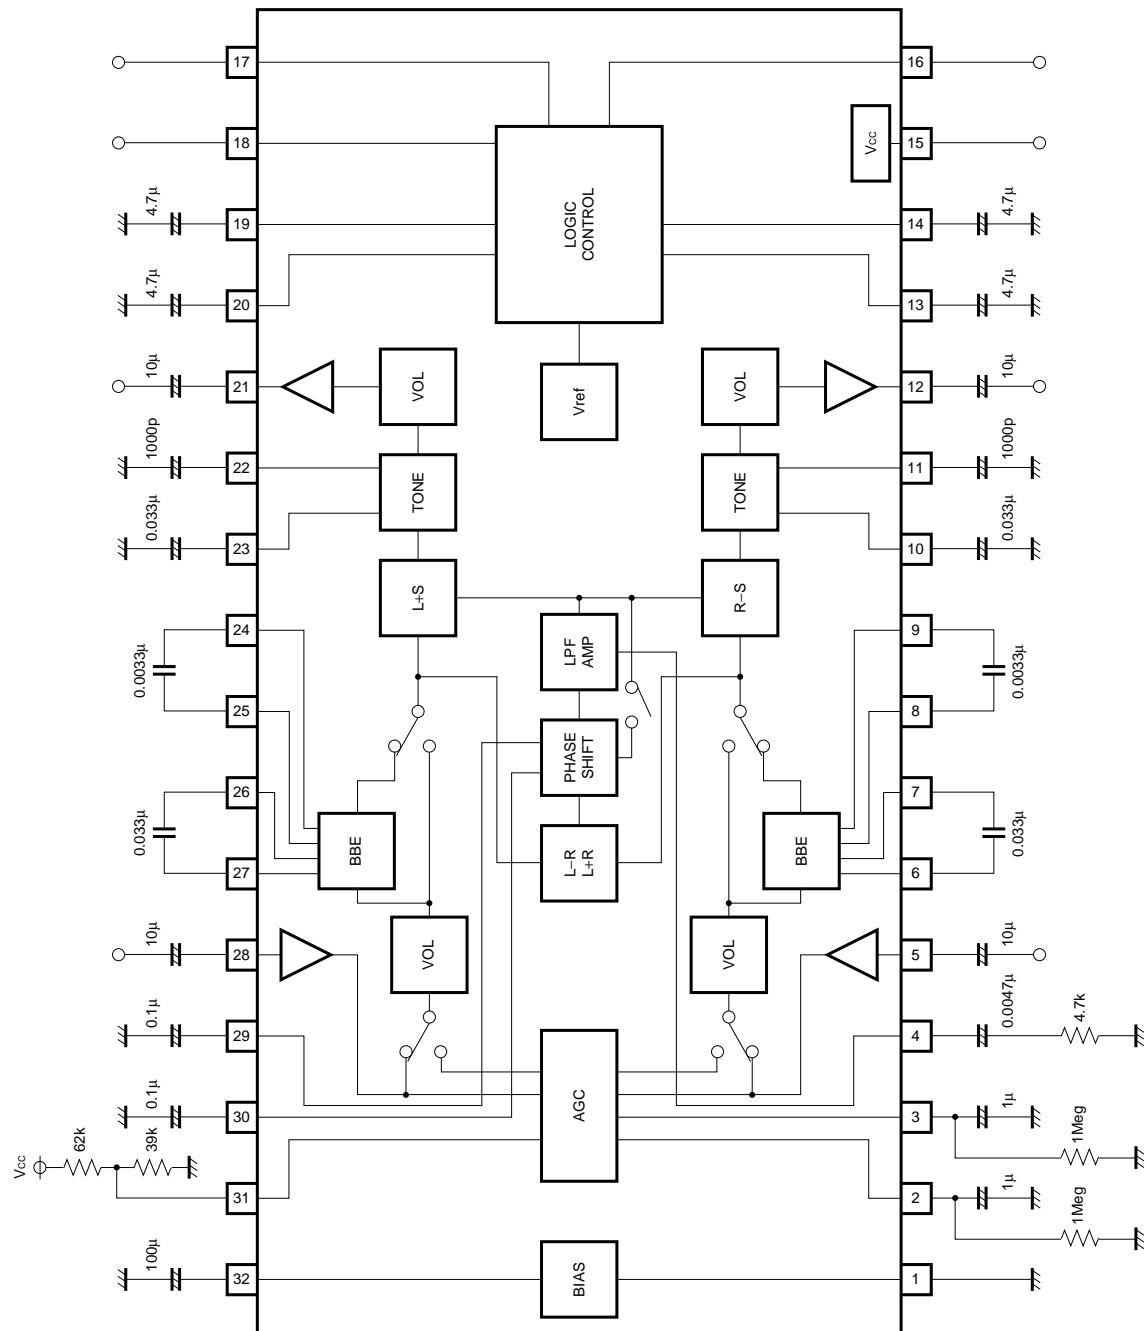 17
16
18
Vcc
15
4.7μ
19
LOGIC
CONTROL
14
4.7μ
4.7μ
20
13
4.7μ
10μ
21
VOL
Vref
VOL
12
10μ
1000p
22
TONE
TONE
11
1000p
0.033μ
23
10
0.033μ
L+S
R−S
24
LPF
AMP
9
0.0033μ
0.0033μ
25
8
PHASE
SHIFT
26
7
0.033μ
BBE
L−R
L+R
BBE
0.033μ
27
6
10μ
28
VOL
VOL
5
10μ
0.1μ
29
4
0.0047μ
4.7k
AGC
0.1μ
30
3
1μ
1Meg
Vcc
62k
39k
31
2
1μ
1Meg
100μ
32
BIAS
1